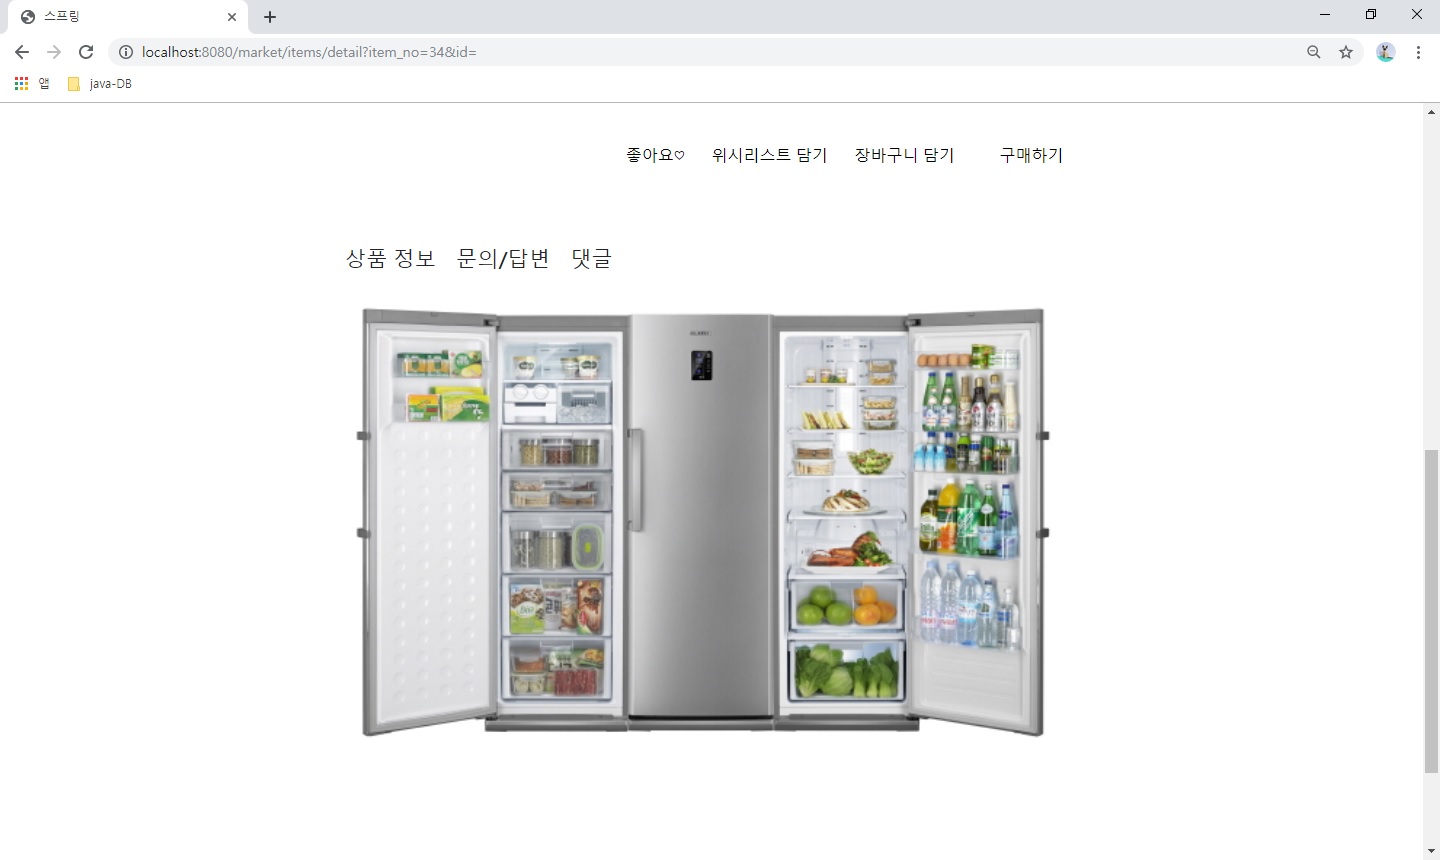 스프링
localhost:8080/market/items/detail?item_no=34&id=
앱 java-DB
좋아요♡ 위시리스트 담기 장바구니 담기 구매하기
상품 정보 문의/답변 댓글